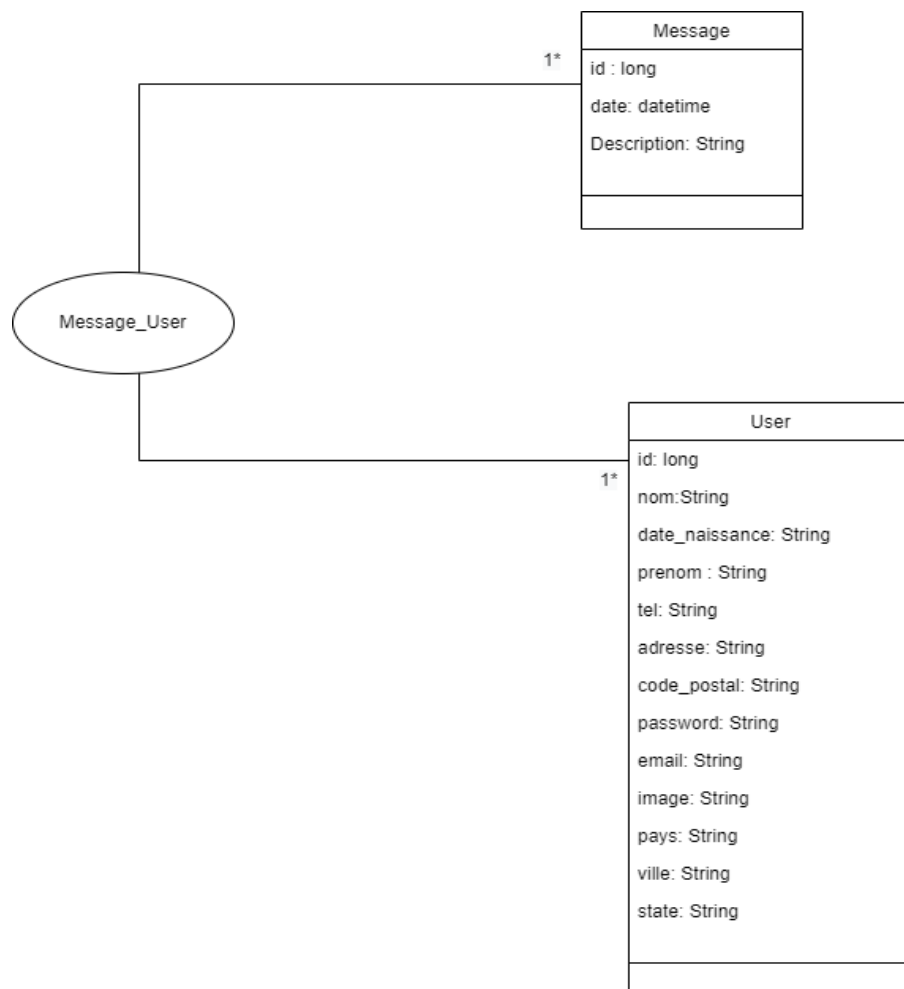 Message
1*
id : long
date: datetime
Description: String
Message_User
User
1*
id: long
nom:String
date_naissance: String
prenom : String
tel: String
adresse: String
code_postal: String
password: String
email: String
image: String
pays: String
ville: String
state: String